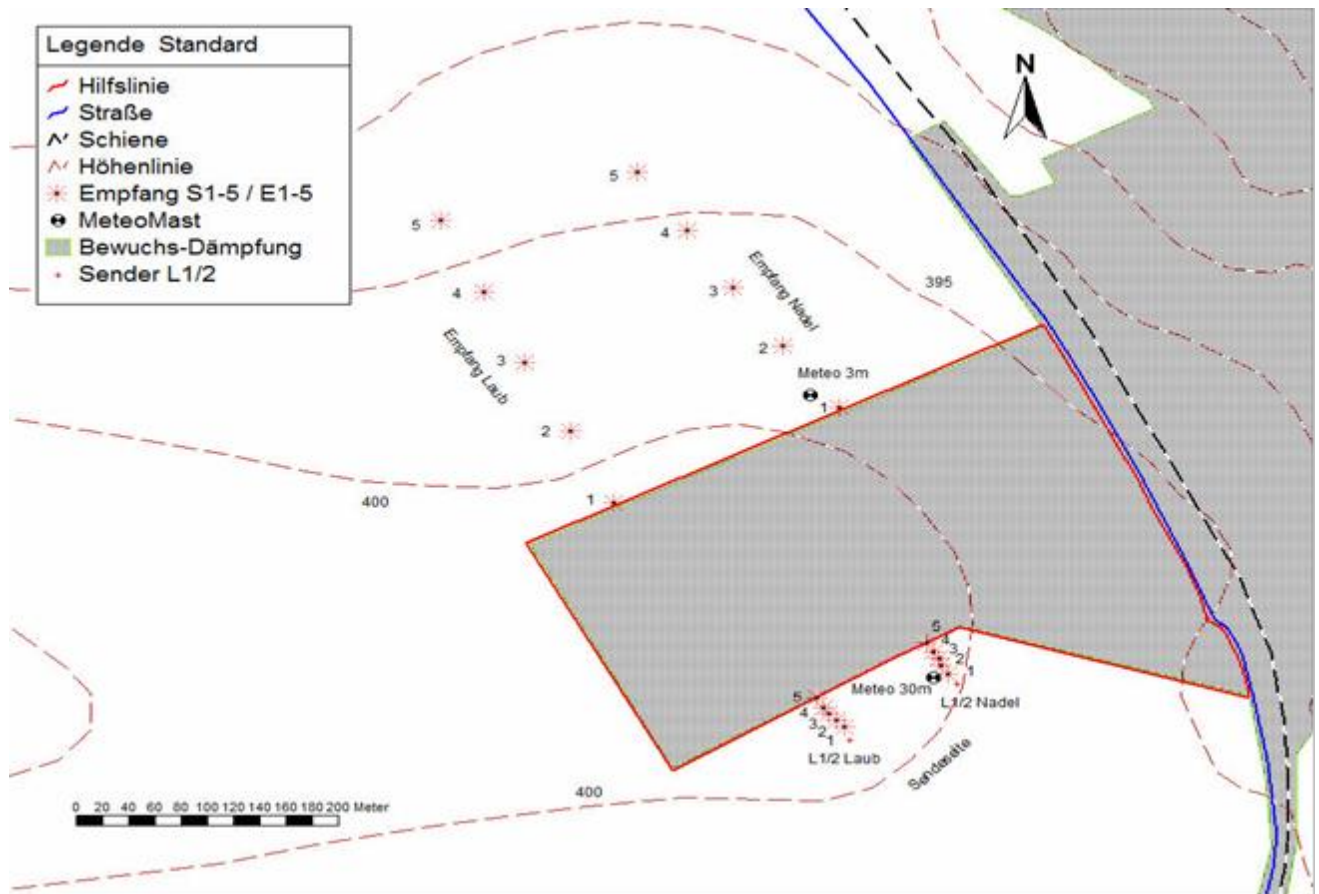 Legende Standard
Hilfslinie
Straße
Schiene
Höhenlinie
Empfang S1-5 / E1-5
MeteoMast
Bewuchs-Dämpfung
Sender L1/2
N
5
5
4
4
3
2
3
2
1
1
Empfang Nadel
Empfang Laub
395
Meteo 3m
400
5
4
3
2
1
Meteo 30m
L1/2 Nadel
5
4
3
2
1
L1/2 Laub
Sendeseite
400
0 20 40 60 80 100 120 140 160 180 200 Meter